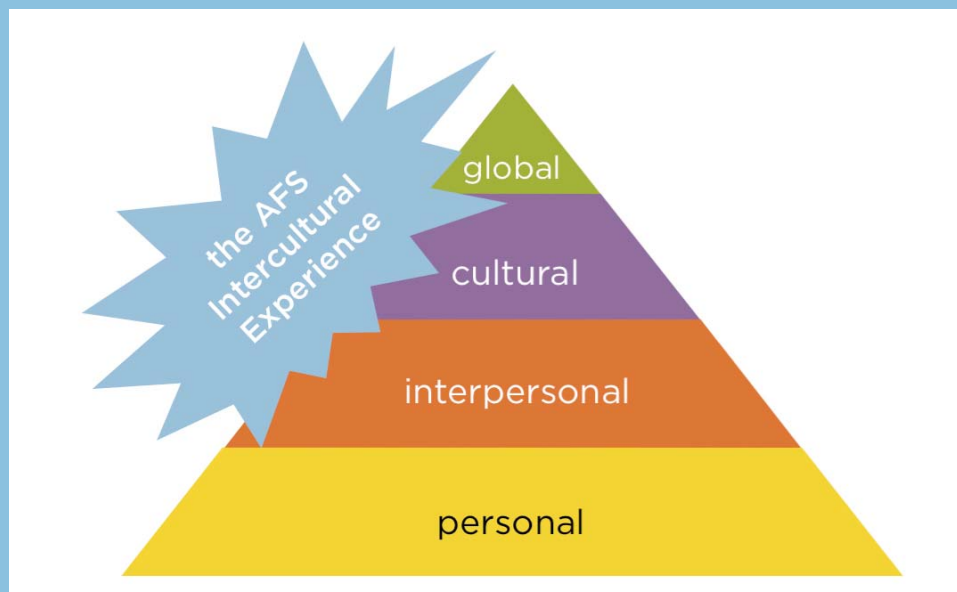 the AFS
Intercultural
Experience
global
cultural
interpersonal
personal